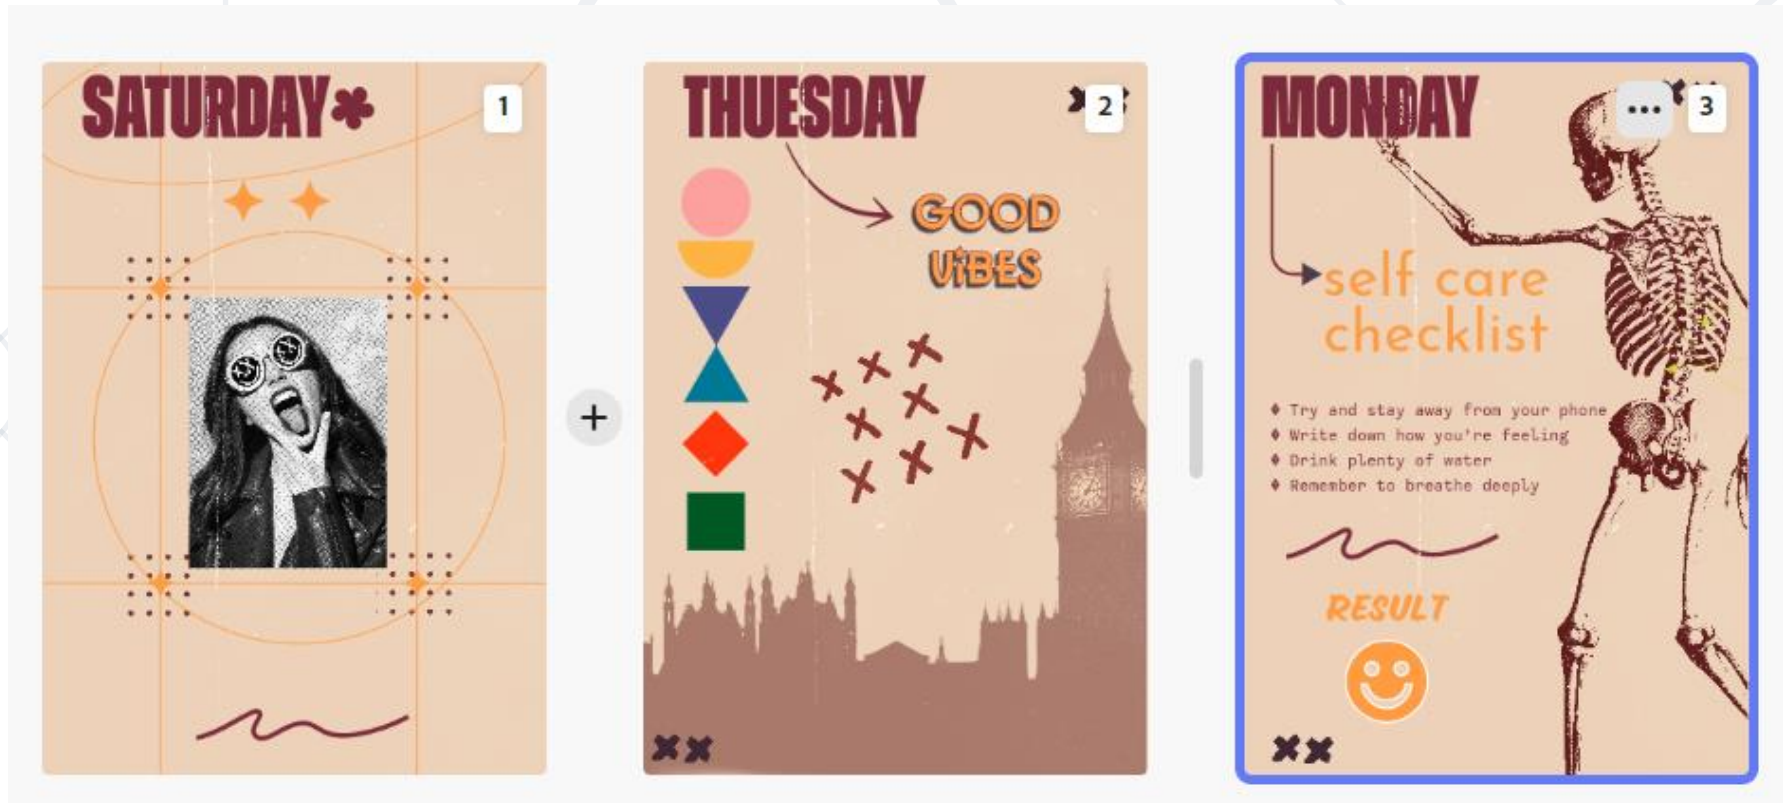 SATURDAY
1
THUESDAY
2
GOOD
ViBES
MONDAY
3
self care
checklist
Try and stay away from your phone
Write down how you're feeling
Drink plenty of water
Remember to breathe deeply
RESULT